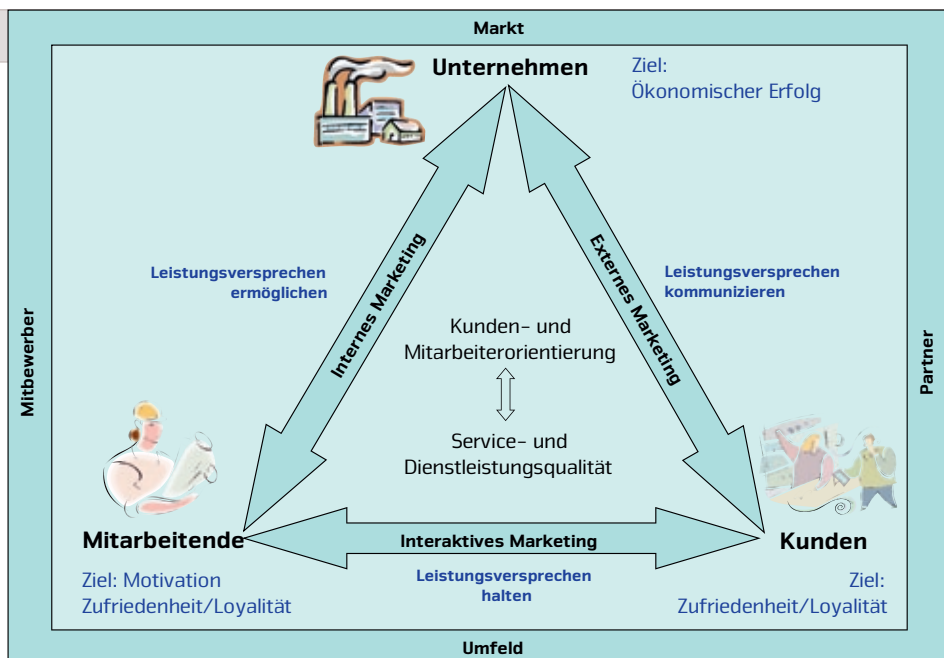 Markt
Unternehmen
Ziel:
Ökonomischer Erfolg
Mitbewerber
Partner
Internes Marketing
Externes Marketing
Leistungsversprechen
ermöglichen
Leistungsversprechen
kommunizieren
Kunden- und
Mitarbeiterorientierung
Service- und
Dienstleistungsqualität
Mitarbeitende
Interaktives Marketing
Kunden
Leistungsversprechen
halten
Ziel: Motivation
Zufriedenheit/Loyalität
Ziel:
Zufriedenheit/Loyalität
Umfeld